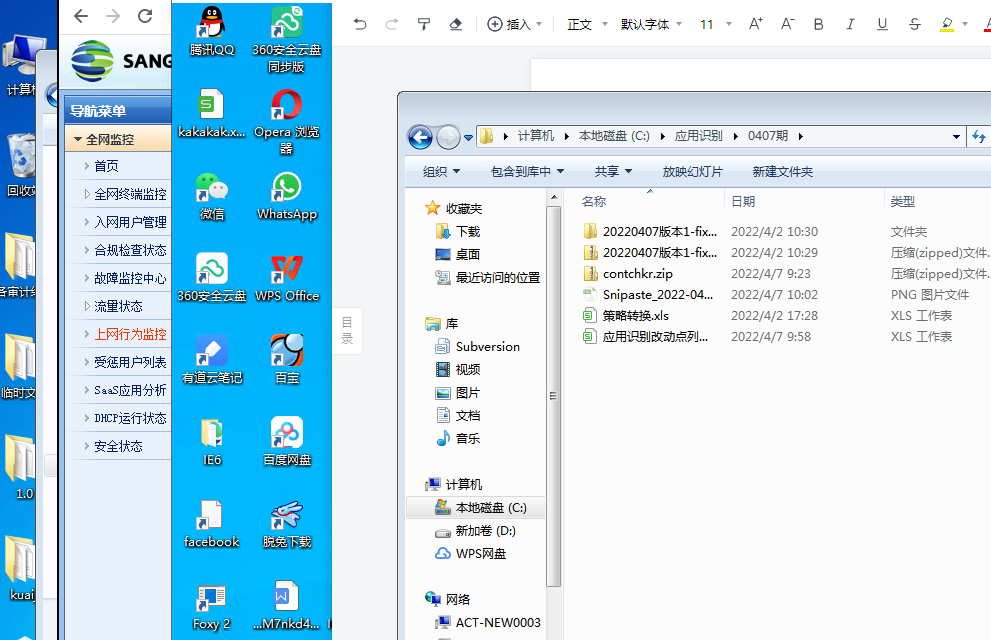 计算机
回收站
1.0
SANG
导航菜单
全网监控
首页
全网终端监控
入网用户管理
合规检查状态
故障监控中心
流量状态
上网行为监控
受惩用户列表
SaaS应用分析
DHCP运行状态
安全状态
腾讯QQ
360安全云盘同步版
kakakak.x...
Opera 浏览器
微信
WhatsApp
360安全云盘
WPS Office
有道云笔记
百宝
IE6
百度网盘
facebook
脱兔下载
Foxy 2
...M7nkd4...
插入
正文
默认字体
11
A+
A-
B
I
U
S
目录
计算机
本地磁盘 (C:)
应用识别
0407期
组织
包含到库中
共享
放映幻灯片
新建文件夹
收藏夹
下载
桌面
最近访问的位置
库
Subversion
视频
图片
文档
音乐
计算机
本地磁盘 (C:)
新加卷 (D:)
WPS网盘
网络
ACT-NEW0003
名称 日期 类型
20220407版本1-fix... 2022/4/2 10:30 文件夹
20220407版本1-fix... 2022/4/2 10:29 压缩(zipped)文件.
contchkr.zip 2022/4/7 9:23 压缩(zipped)文件.
Snipaste_2022-04... 2022/4/7 10:02 PNG 图片文件
策略转换.xls 2022/4/2 17:28 XLS 工作表
应用识别改动点列... 2022/4/7 9:58 XLS 工作表